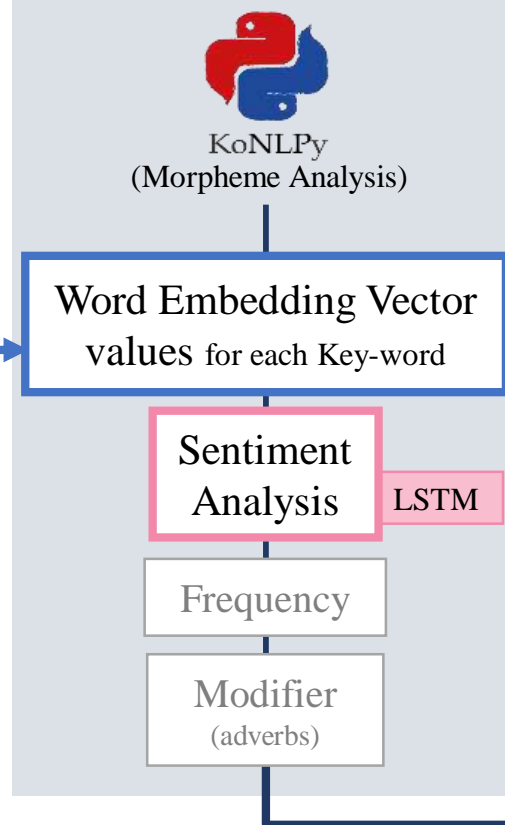 KoNLPy
(Morpheme Analysis)
Word Embedding Vector
values for each Key-word
Sentiment
Analysis
LSTM
Frequency
Modifier
(adverbs)